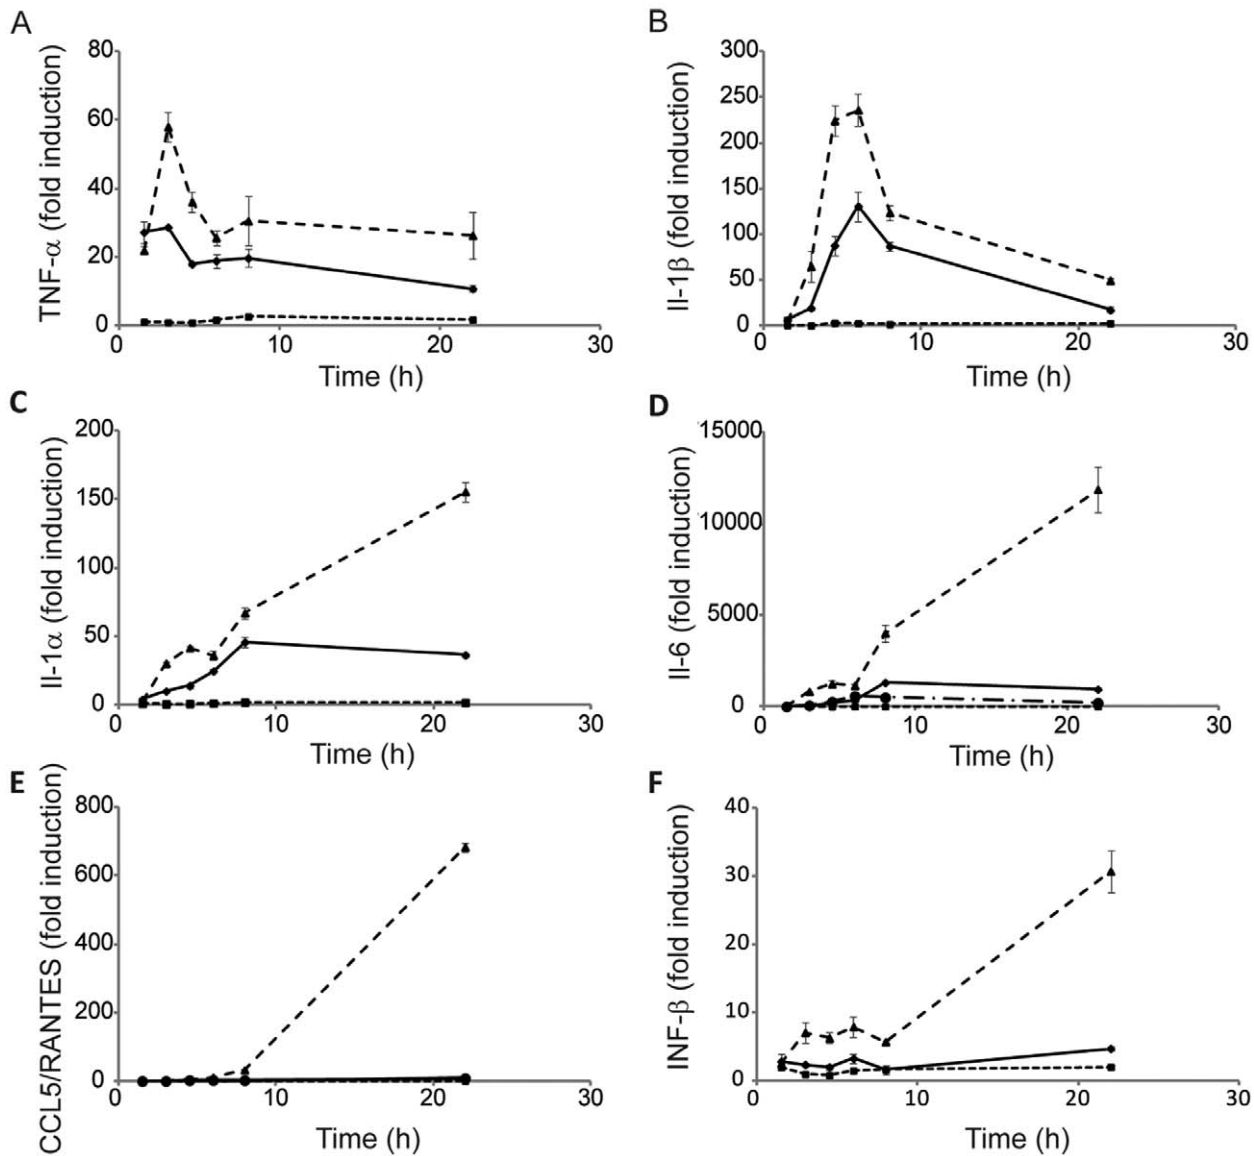 A
TNF-α (fold induction)
80
60
40
20
0
0 10 20 30
Time (h)
B
Il-1β (fold induction)
300
250
200
150
100
50
0
0 10 20 30
Time (h)
C
Il-1α (fold induction)
200
150
100
50
0
0 10 20 30
Time (h)
D
Il-6 (fold induction)
15000
10000
5000
0
0 10 20 30
Time (h)
E
CCL5/RANTES (fold induction)
800
600
400
200
0
0 10 20 30
Time (h)
F
INF-β (fold induction)
40
30
20
10
0
0 10 20 30
Time (h)